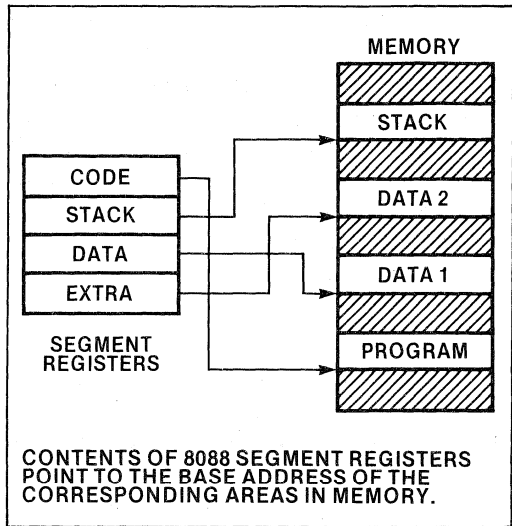 MEMORY
STACK
DATA 2
DATA 1
PROGRAM
CODE
STACK
DATA
EXTRA
SEGMENT
REGISTERS
CONTENTS OF 8088 SEGMENT REGISTERS
POINT TO THE BASE ADDRESS OF THE
CORRESPONDING AREAS IN MEMORY.